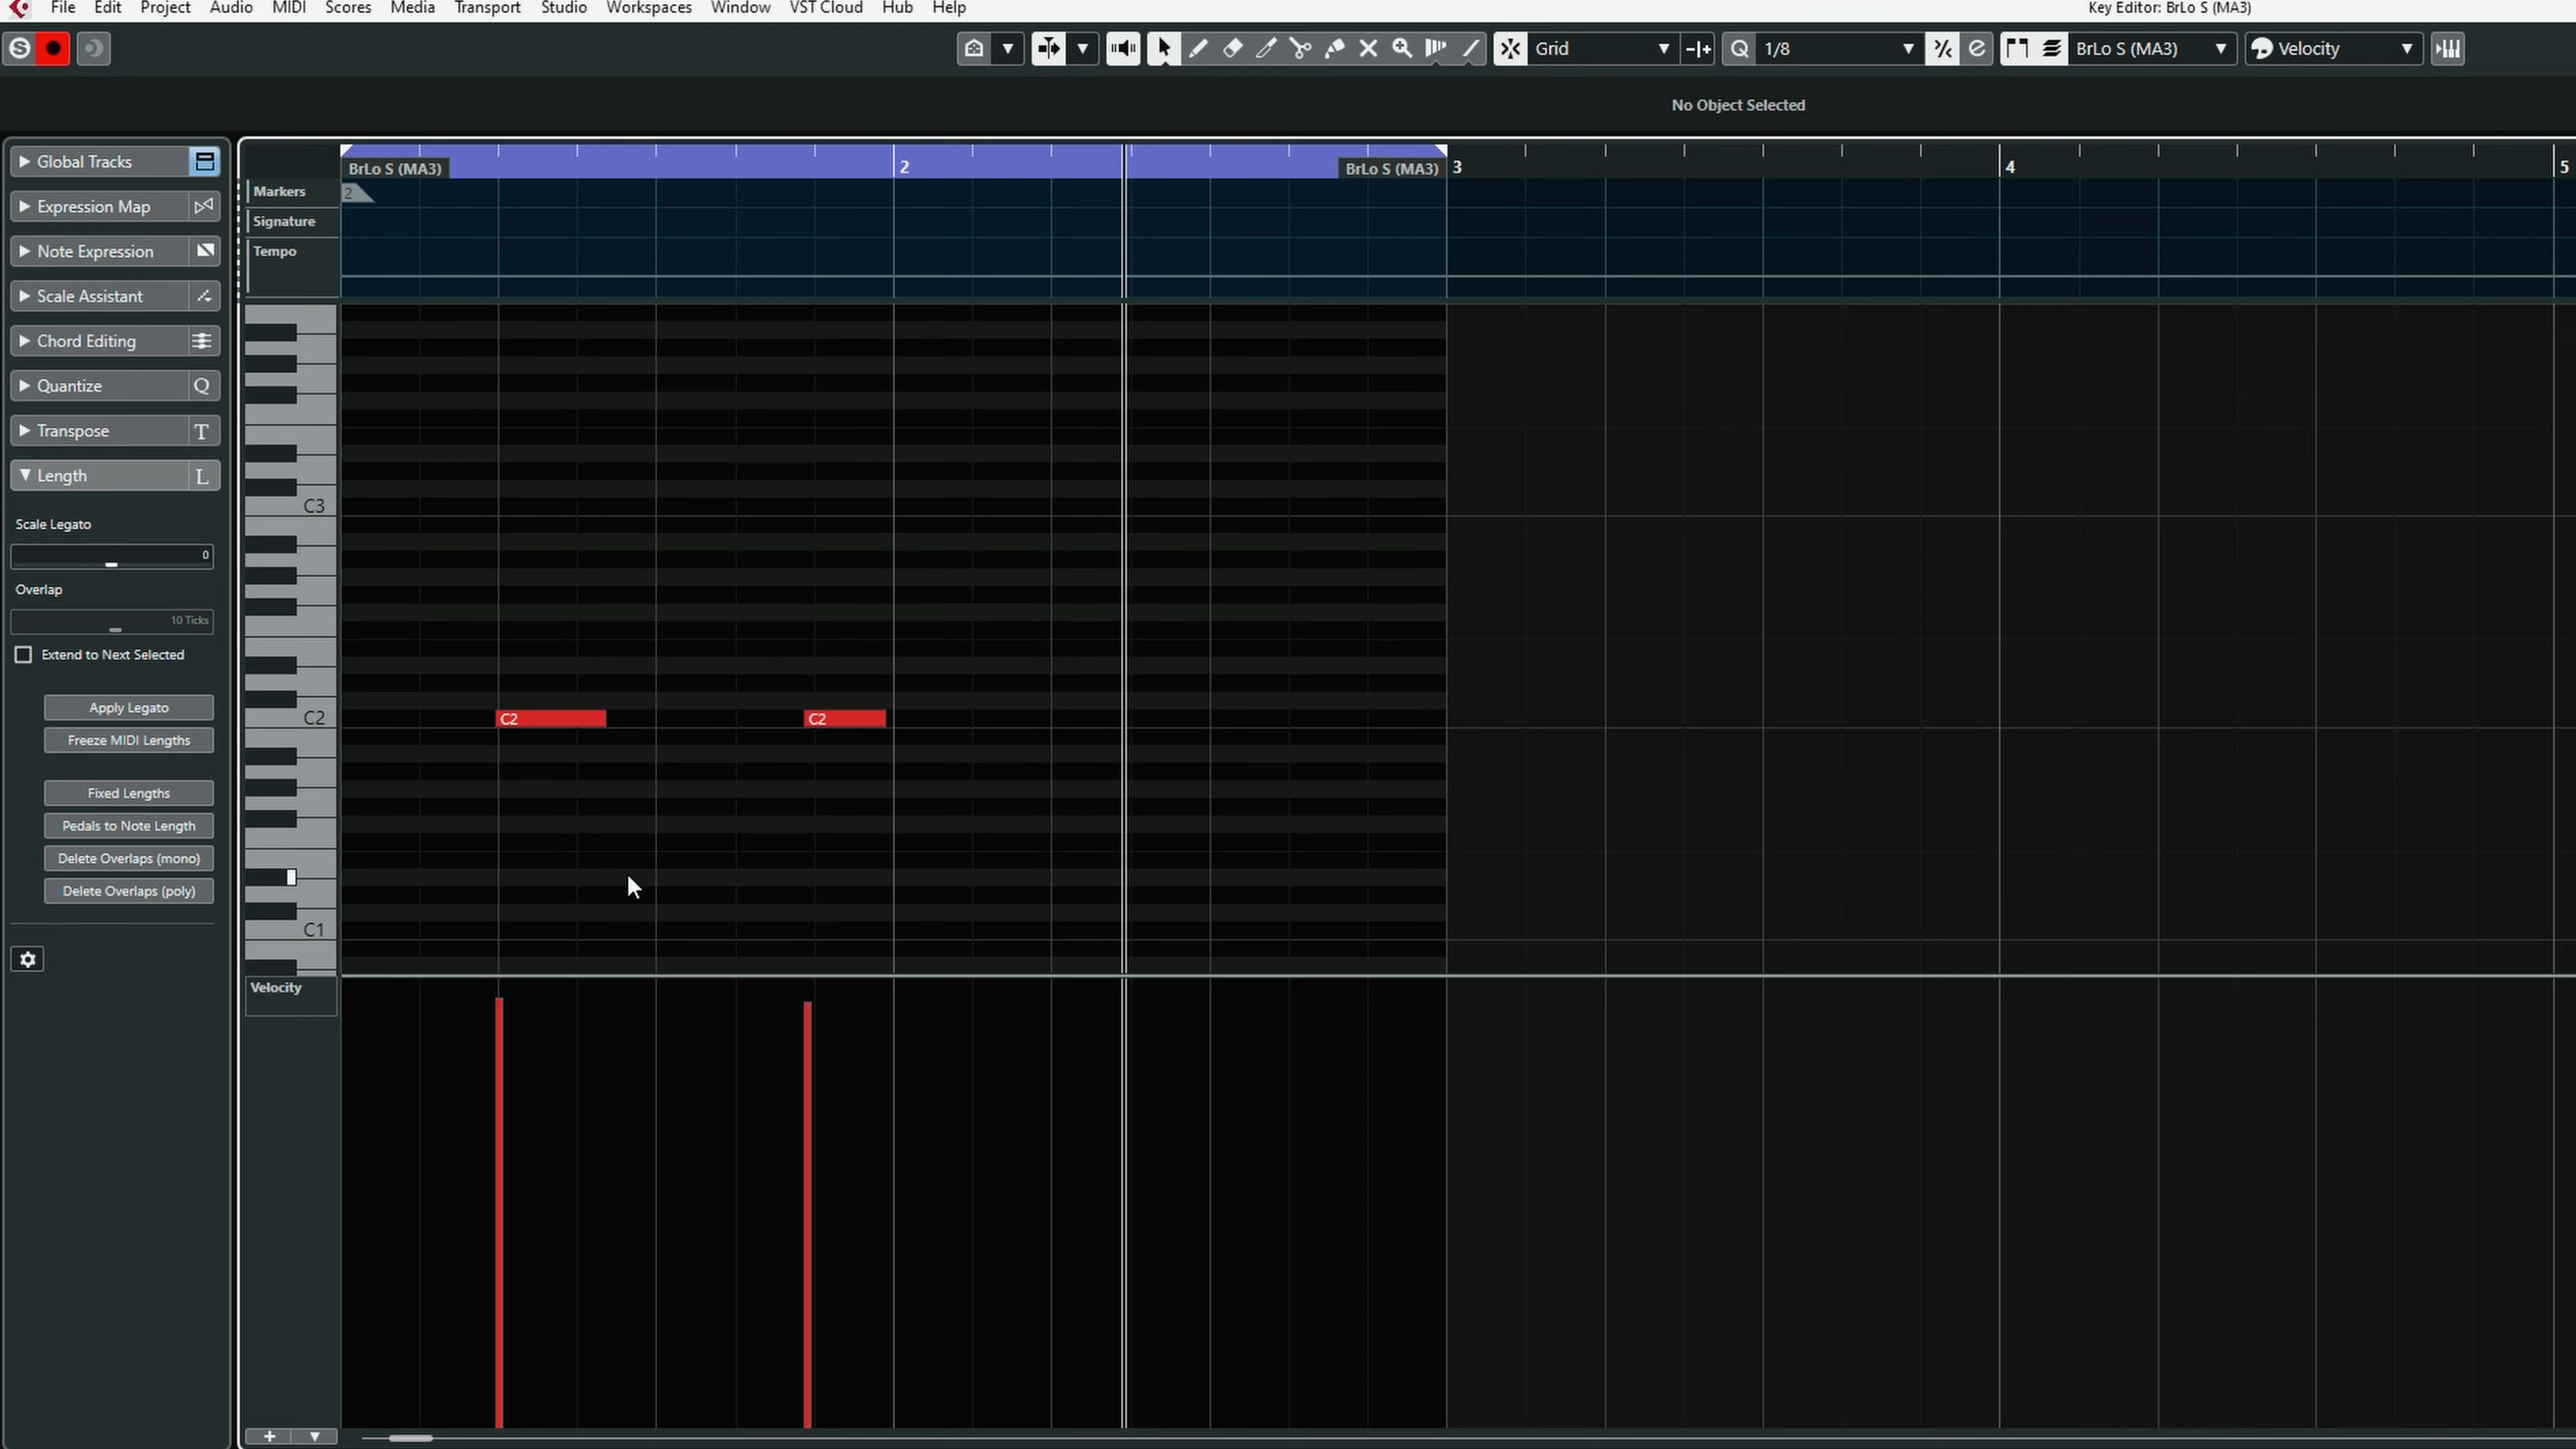 File Edit Project Audio MIDI Scores Media Transport Studio Workspaces Window VST Cloud Hub Help
Key Editor: BrLo S (MA3)
Grid
Q 1/8
BrLo S (MA3)
Velocity
No Object Selected
Global Tracks
Expression Map
Note Expression
Scale Assistant
Chord Editing
Quantize Q
Transpose T
Length L
Scale Legato
0
Overlap
10 Ticks
Extend to Next Selected
Apply Legato
Freeze MIDI Lengths
Fixed Lengths
Pedals to Note Length
Delete Overlaps (mono)
Delete Overlaps (poly)
BrLo S (MA3) 2 BrLo S (MA3) 3 4 5
Markers 2
Signature
Tempo
C3
C2 C2 C2
C1
Velocity